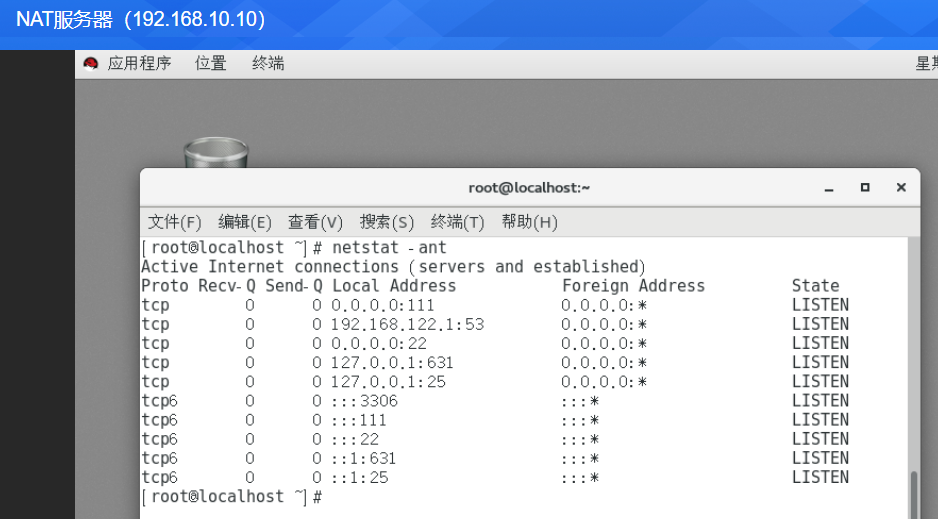 NAT服务器（192.168.10.10）
应用程序 位置 终端
root@localhost:~
文件(F) 编辑(E) 查看(V) 搜索(S) 终端(T) 帮助(H)
[root@localhost ~]# netstat -ant
Active Internet connections (servers and established)
Proto Recv-Q Send-Q Local Address Foreign Address State
tcp 0 0 0.0.0.0:111 0.0.0.0:* LISTEN
tcp 0 0 192.168.122.1:53 0.0.0.0:* LISTEN
tcp 0 0 0.0.0.0:22 0.0.0.0:* LISTEN
tcp 0 0 127.0.0.1:631 0.0.0.0:* LISTEN
tcp 0 0 127.0.0.1:25 0.0.0.0:* LISTEN
tcp6 0 0 :::3306 :::* LISTEN
tcp6 0 0 :::111 :::* LISTEN
tcp6 0 0 :::22 :::* LISTEN
tcp6 0 0 ::1:631 :::* LISTEN
tcp6 0 0 ::1:25 :::* LISTEN
[root@localhost ~]#